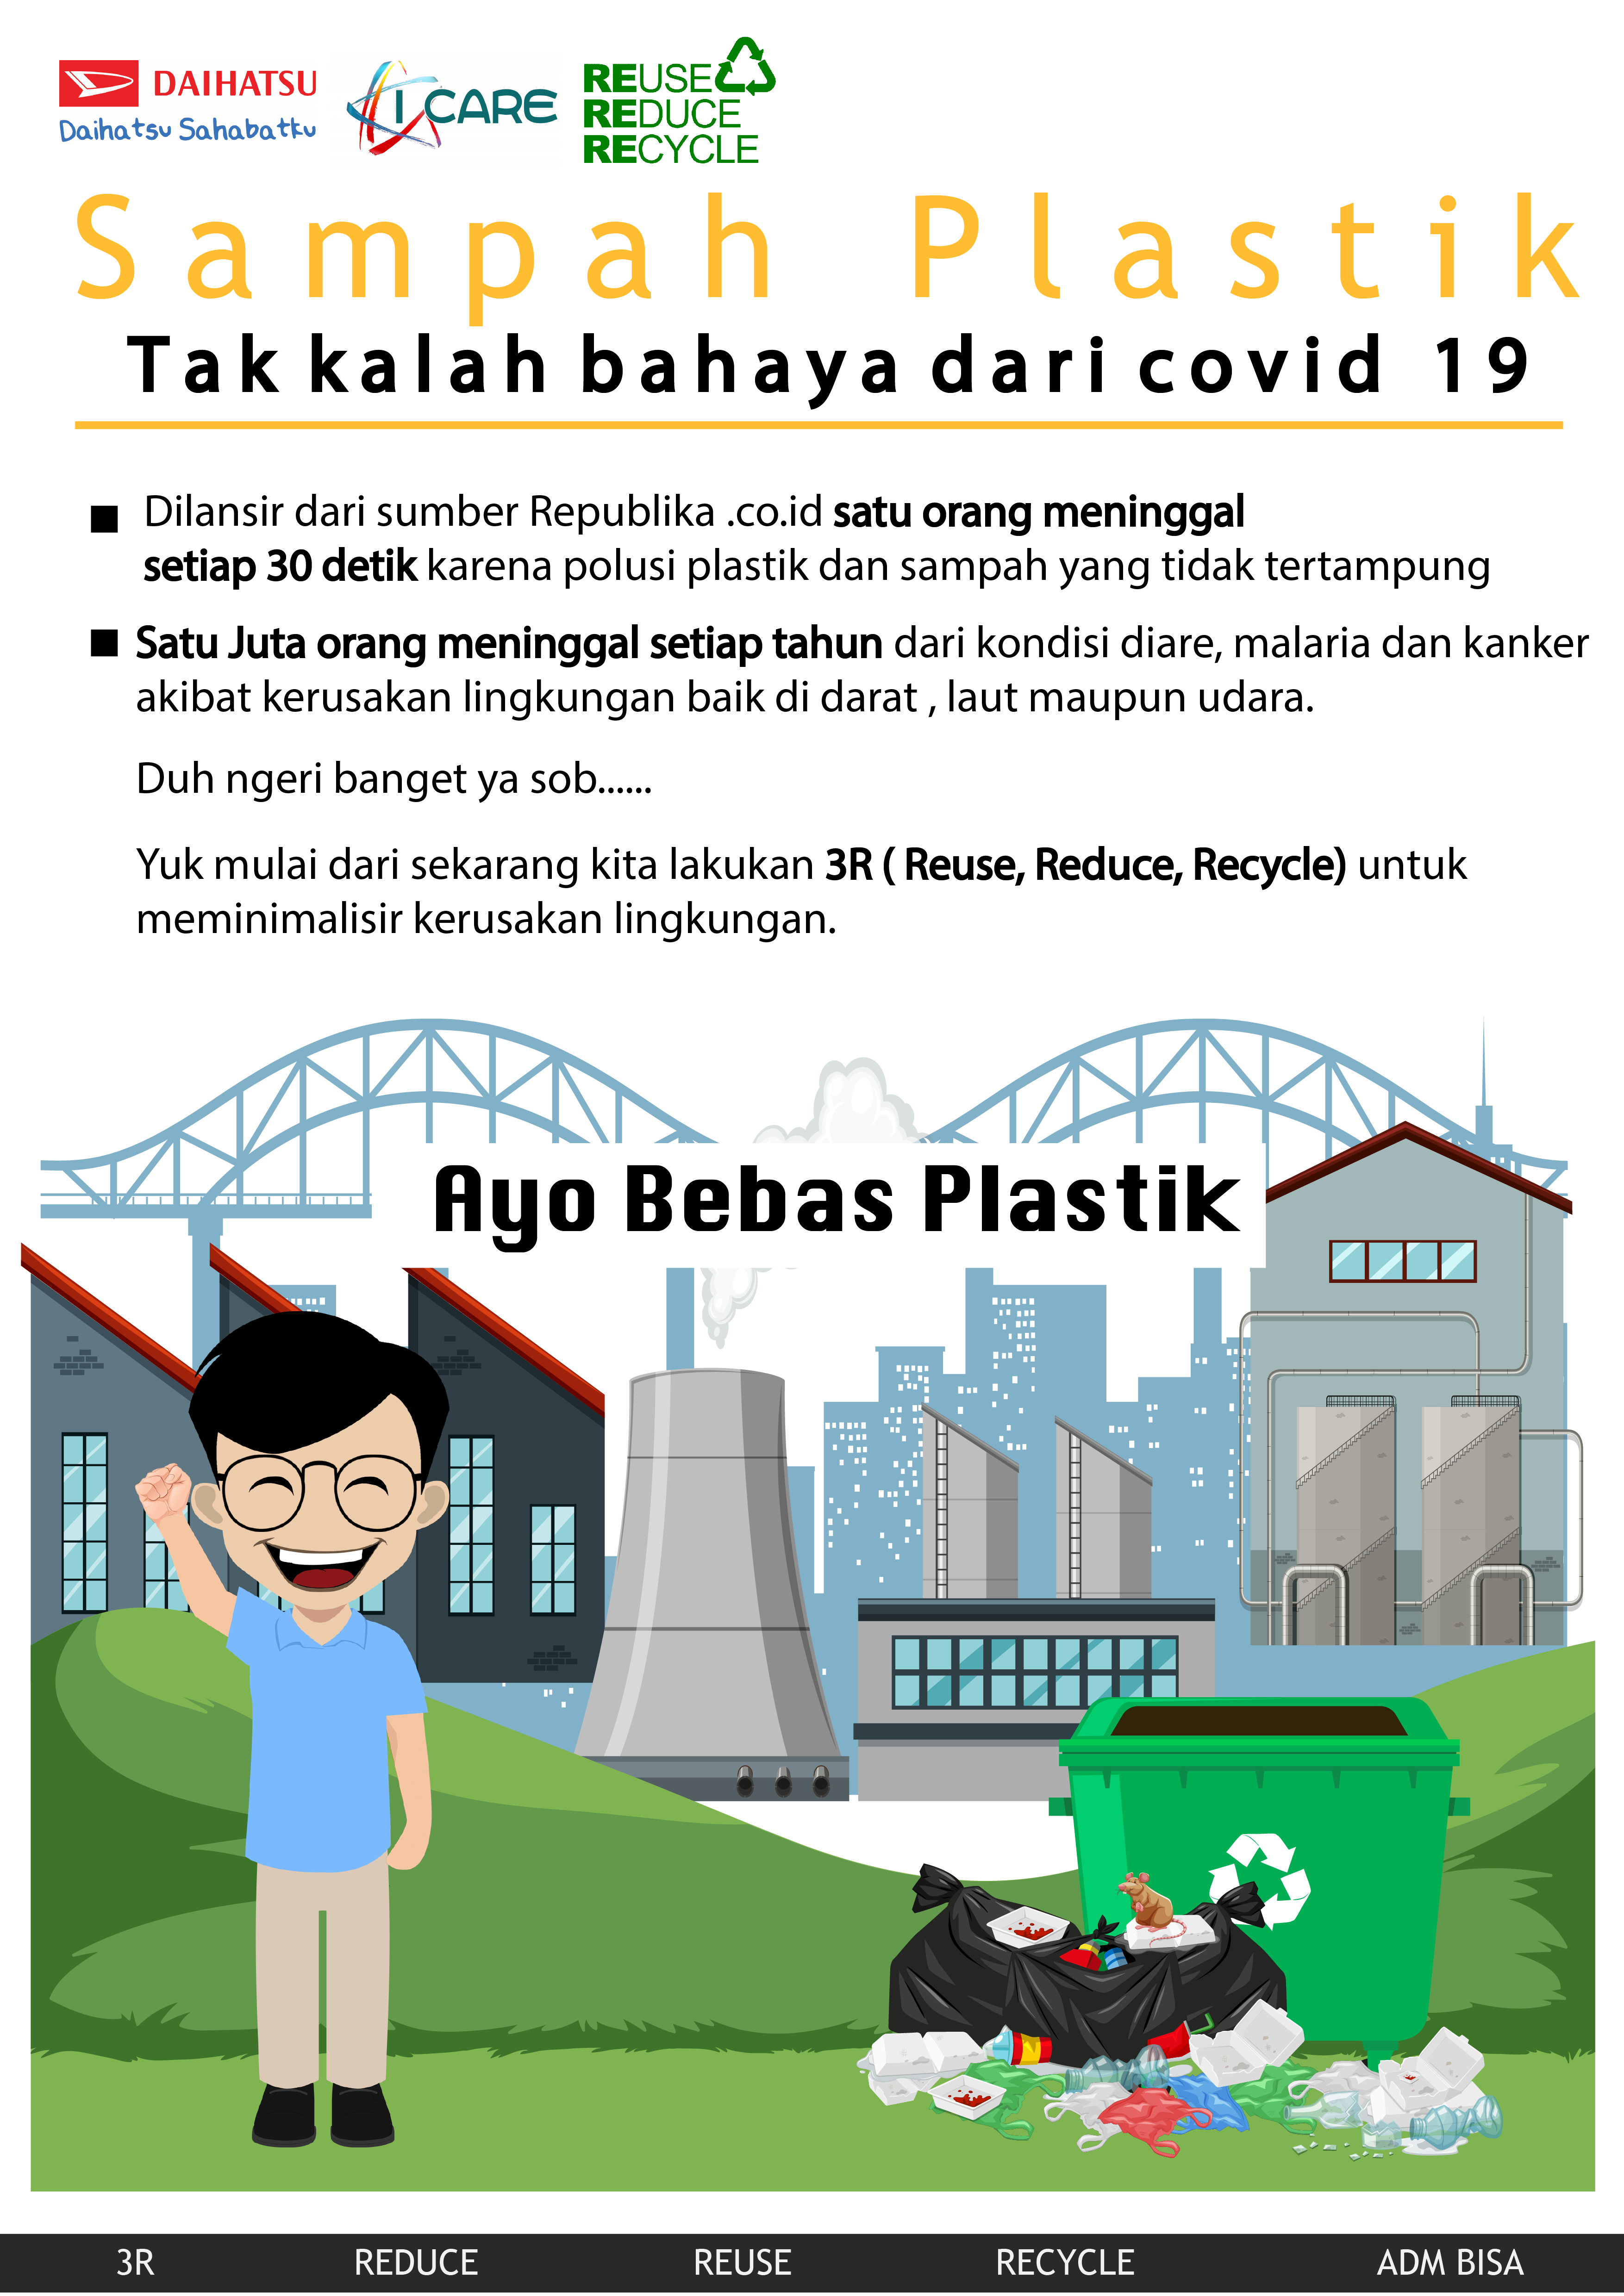 DAIHATSU
Daihatsu Sahabatku
I CARE
REUSE
REDUCE
RECYCLE
Sampah Plastik
Tak kalah bahaya dari covid 19
Dilansir dari sumber Republika .co.id satu orang meninggal
setiap 30 detik karena polusi plastik dan sampah yang tidak tertampung
Satu Juta orang meninggal setiap tahun dari kondisi diare, malaria dan kanker
akibat kerusakan lingkungan baik di darat , laut maupun udara.
Duh ngeri banget ya sob......
Yuk mulai dari sekarang kita lakukan 3R ( Reuse, Reduce, Recycle) untuk
meminimalisir kerusakan lingkungan.
Ayo Bebas Plastik
3R REDUCE REUSE RECYCLE ADM BISA